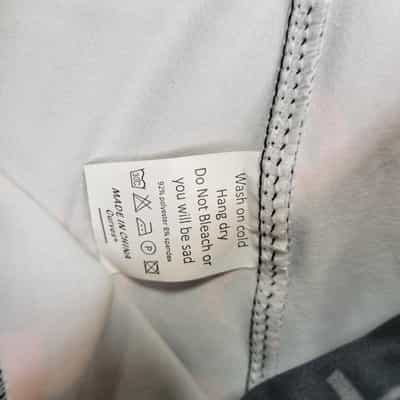 Wash on cold
Hang dry
Do Not Bleach or
you will be sad
92% polyester 8% spandex
30C
P
MADE IN CHINA